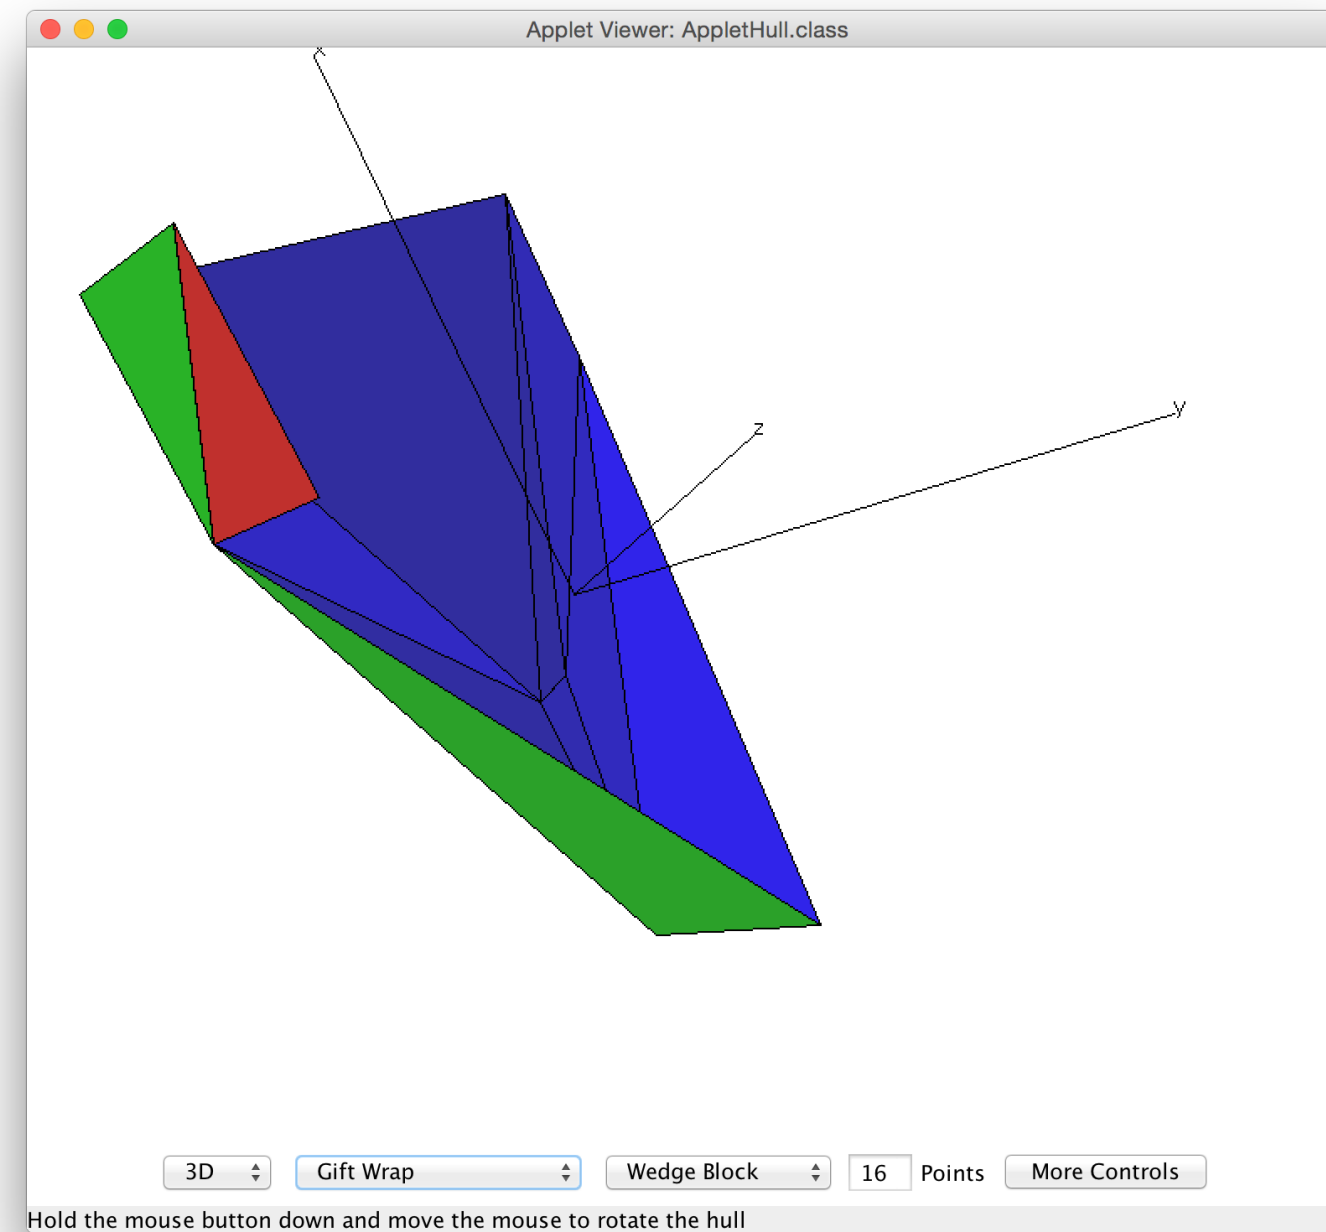 Applet Viewer: AppletHull.class
x
y
z
3D
Gift Wrap
Wedge Block
16
Points
More Controls
Hold the mouse button down and move the mouse to rotate the hull